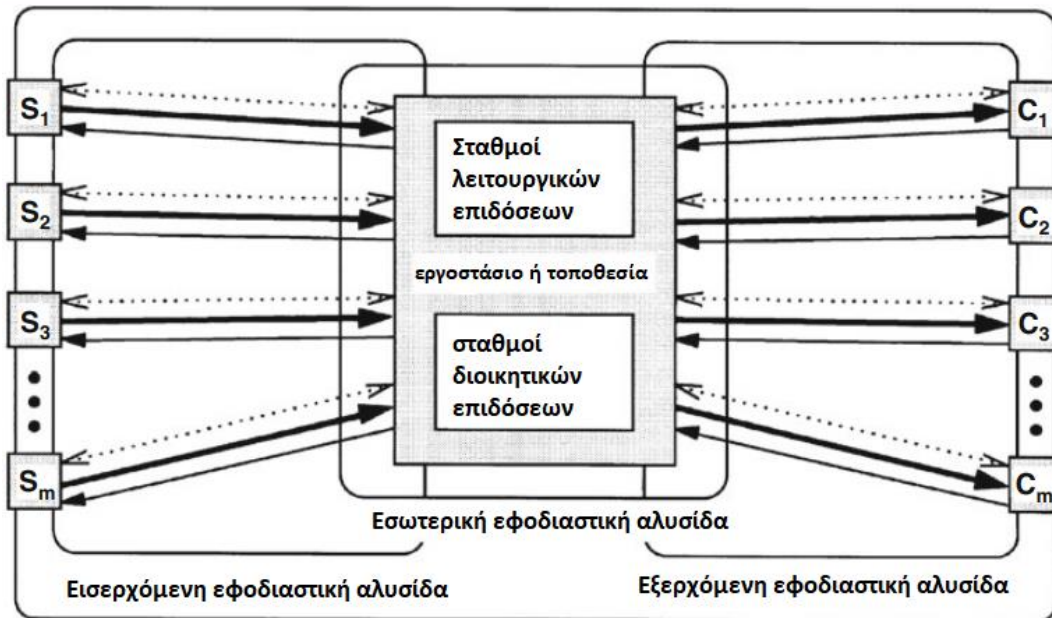 S1
S2
S3
Sm
Σταθμοί
λειτουργικών
επιδόσεων
εργοστάσιο ή τοποθεσία
σταθμοί
διοικητικών
επιδόσεων
C1
C2
C3
Cm
Εσωτερική εφοδιαστική αλυσίδα
Εισερχόμενη εφοδιαστική αλυσίδα
Εξερχόμενη εφοδιαστική αλυσίδα